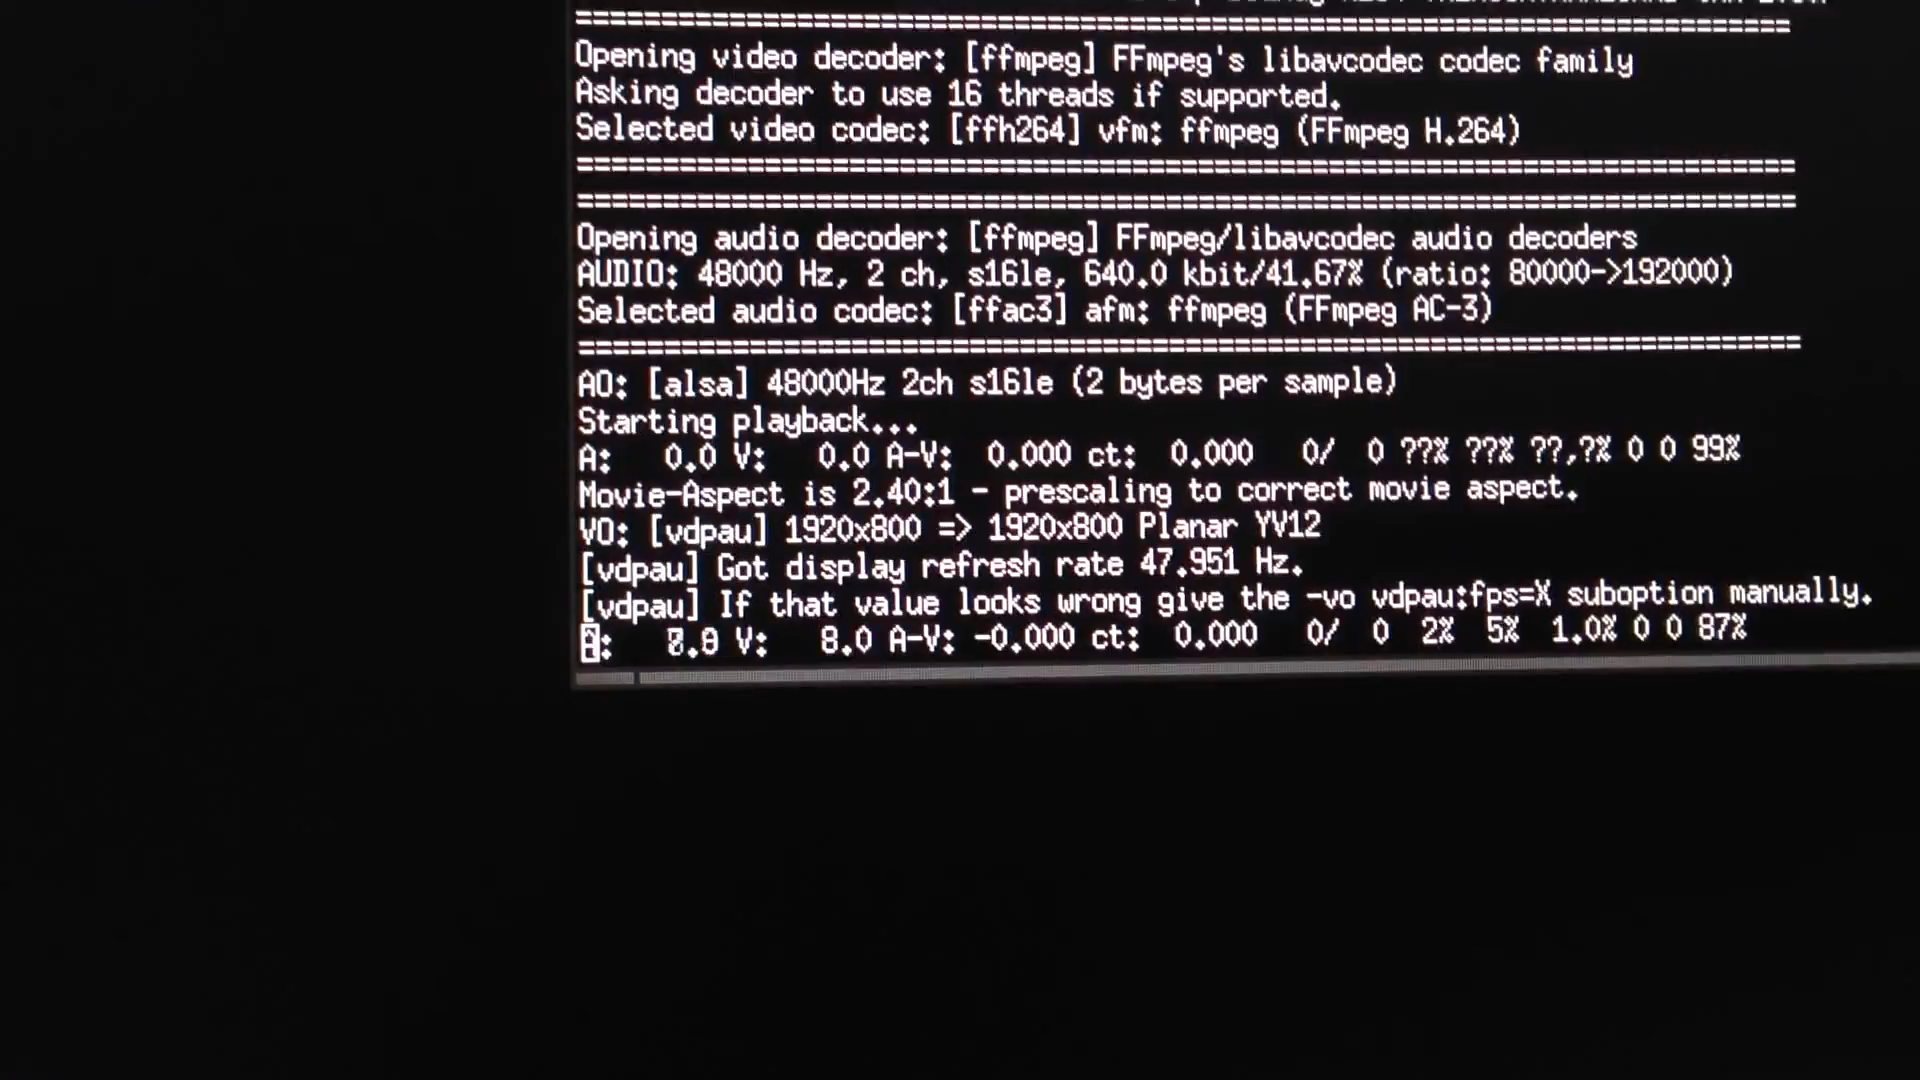 ====================================================================
Opening video decoder: [ffmpeg] FFmpeg's libavcodec codec family
Asking decoder to use 16 threads if supported.
Selected video codec: [ffh264] vfm: ffmpeg (FFmpeg H.264)
====================================================================
====================================================================
Opening audio decoder: [ffmpeg] FFmpeg/libavcodec audio decoders
AUDIO: 48000 Hz, 2 ch, s16le, 640.0 kbit/41.67% (ratio: 80000->192000)
Selected audio codec: [ffac3] afm: ffmpeg (FFmpeg AC-3)
====================================================================
AO: [alsa] 48000Hz 2ch s16le (2 bytes per sample)
Starting playback...
A: 0.0 V: 0.0 A-V: 0.000 ct: 0.000 0/ 0 ??% ??% ??,?% 0 0 99%
Movie-Aspect is 2.40:1 - prescaling to correct movie aspect.
VO: [vdpau] 1920x800 => 1920x800 Planar YV12
[vdpau] Got display refresh rate 47.951 Hz.
[vdpau] If that value looks wrong give the -vo vdpau:fps=X suboption manually.
A: V: 8.0 A-V: -0.000 ct: 0.000 0/ 0 2% 5% 1.0% 0 0 87%